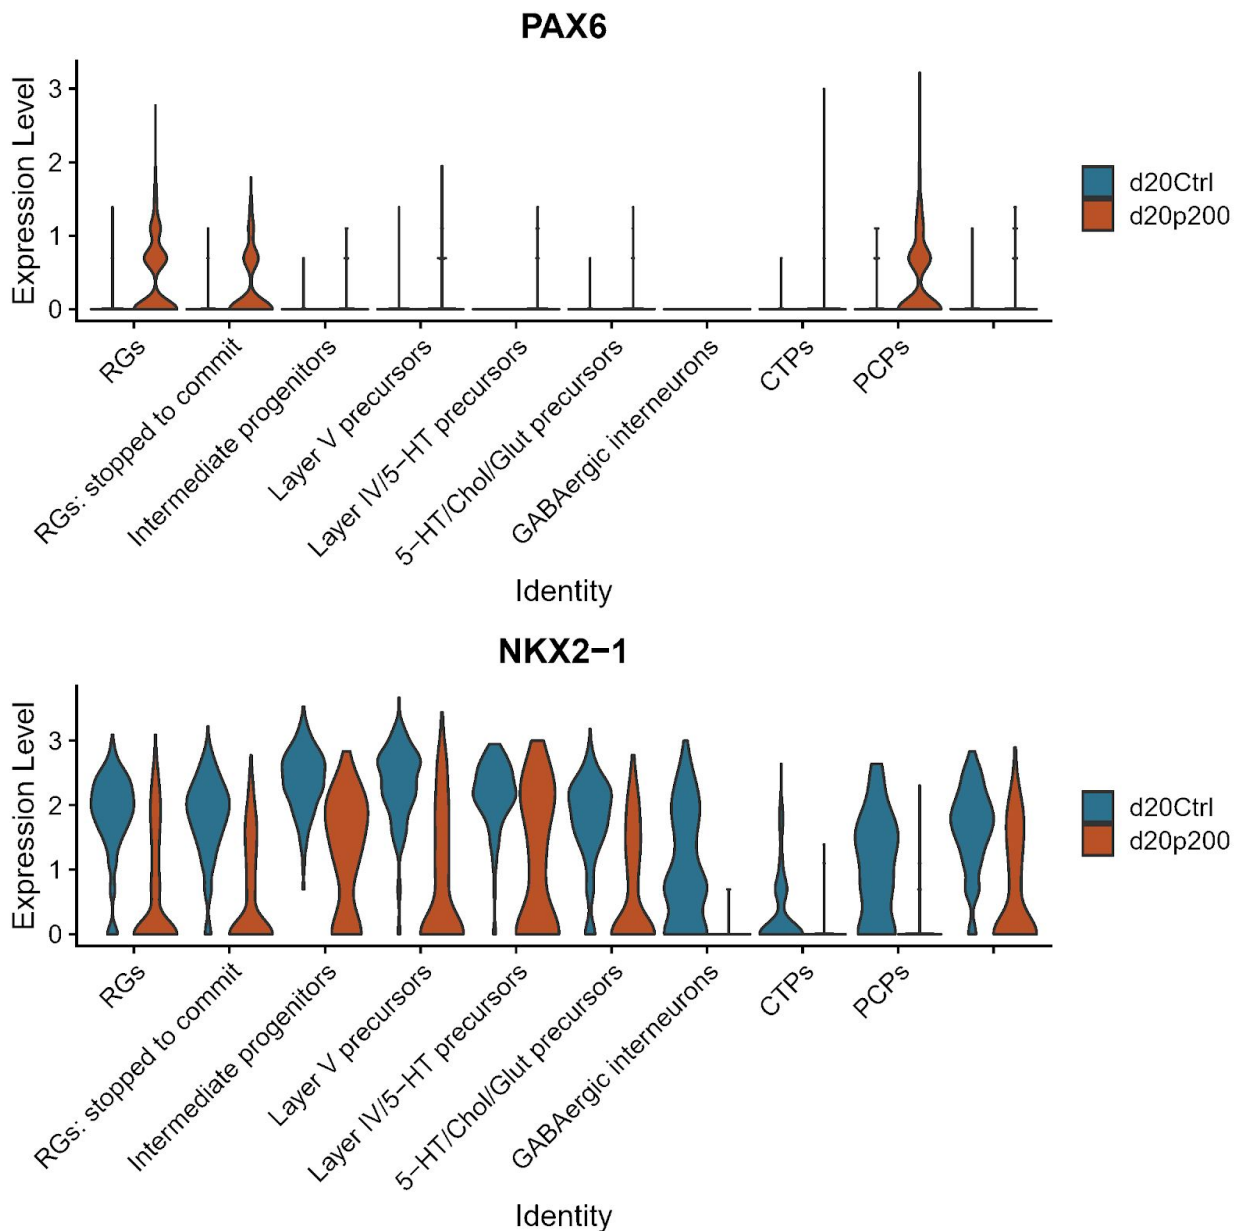 PAX6
Expression Level
3
2
1
0
d20Ctrl
d20p200
RGs
RGs: stopped to commit
Intermediate progenitors
Layer V precursors
Layer IV/5−HT precursors
5−HT/Chol/Glut precursors
GABAergic interneurons
CTPs
PCPs
Identity
NKX2−1
Expression Level
3
2
1
0
d20Ctrl
d20p200
RGs
RGs: stopped to commit
Intermediate progenitors
Layer V precursors
Layer IV/5−HT precursors
5−HT/Chol/Glut precursors
GABAergic interneurons
CTPs
PCPs
Identity